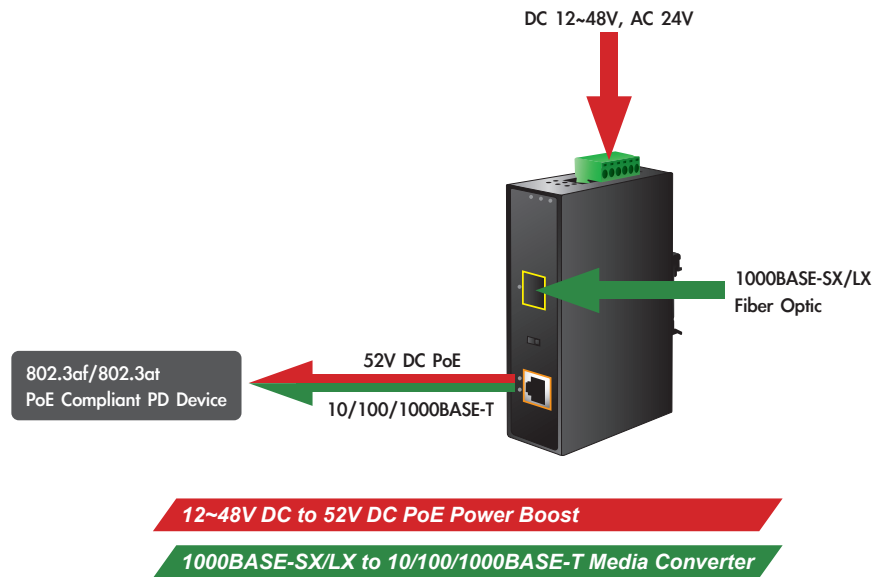 DC 12~48V, AC 24V
1000BASE-SX/LX
Fiber Optic
52V DC PoE
802.3af/802.3at
PoE Compliant PD Device
10/100/1000BASE-T
12~48V DC to 52V DC PoE Power Boost
1000BASE-SX/LX to 10/100/1000BASE-T Media Converter